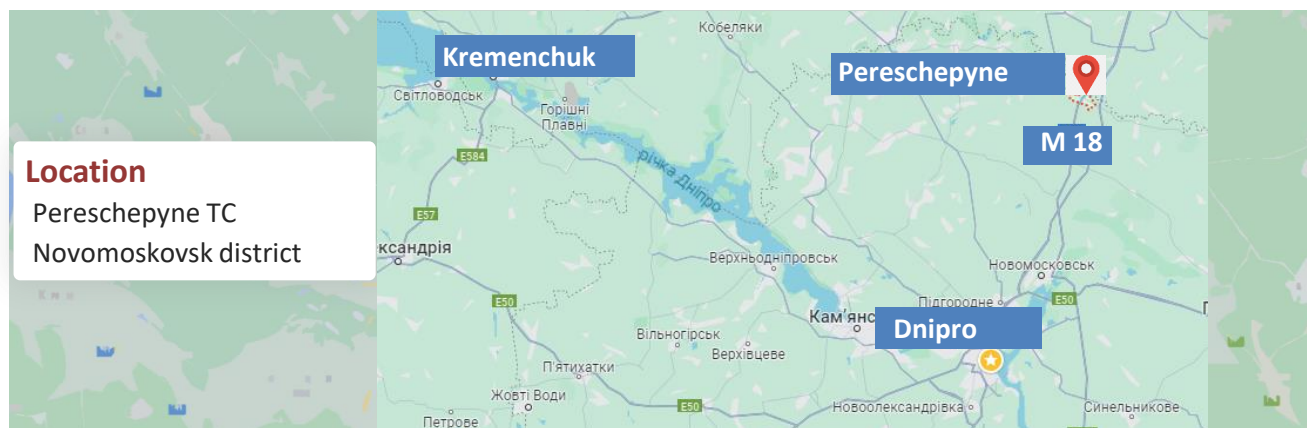 Кобеляки
Kremenchuk
Pereschepyne
Світловодськ
Горішні
Плавні
M 18
E584
річка Дніпро
Location
Pereschepyne TC
Novomoskovsk district
E57
ександрія
Верхньодніпровськ
Новомосковськ
E50
E50
Підгородне
Кам'янс
Dnipro
Вільногірськ
Верхівцеве
П'ятихатки
Жовті Води
E50
Новоолександрівка
Синельникове
Петрове